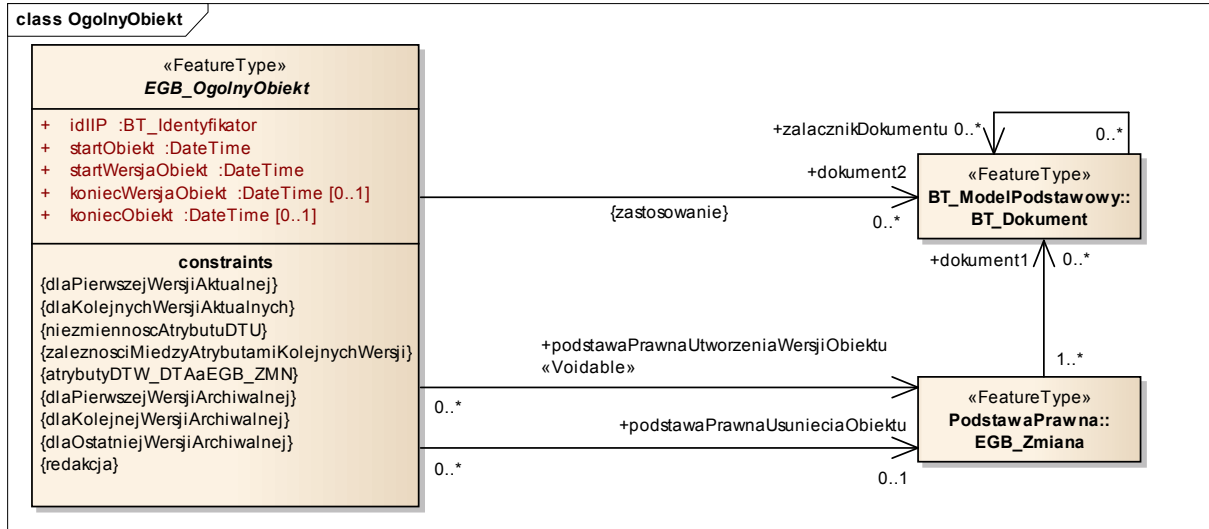 class OgolnyObiekt
«FeatureType»
EGB_OgolnyObiekt
+ idIIP :BT_Identyfikator
+ startObiekt :DateTime
+ startWersjaObiekt :DateTime
+ koniecWersjaObiekt :DateTime [0..1]
+ koniecObiekt :DateTime [0..1]
constraints
{dlaPierwszejWersjiAktualnej}
{dlaKolejnychWersjiAktualnych}
{niezmiennoscAtrybutuDTU}
{zaleznosciMiedzyAtrybutamiKolejnychWersji}
{atrybutyDTW_DTAaEGB_ZMN}
{dlaPierwszejWersjiArchiwalnej}
{dlaKolejnejWersjiArchiwalnej}
{dlaOstatniejWersjiArchiwalnej}
{redakcja}
+zalacznikDokumentu 0..*
0..*
+dokument2
{zastosowanie}
0..*
«FeatureType»
BT_ModelPodstawowy::
BT_Dokument
+dokument1 0..*
+podstawaPrawnaUtworzeniaWersjiObiektu
«Voidable»
0..*
1..*
+podstawaPrawnaUsunieciaObiektu
0..*
0..1
«FeatureType»
PodstawaPrawna::
EGB_Zmiana